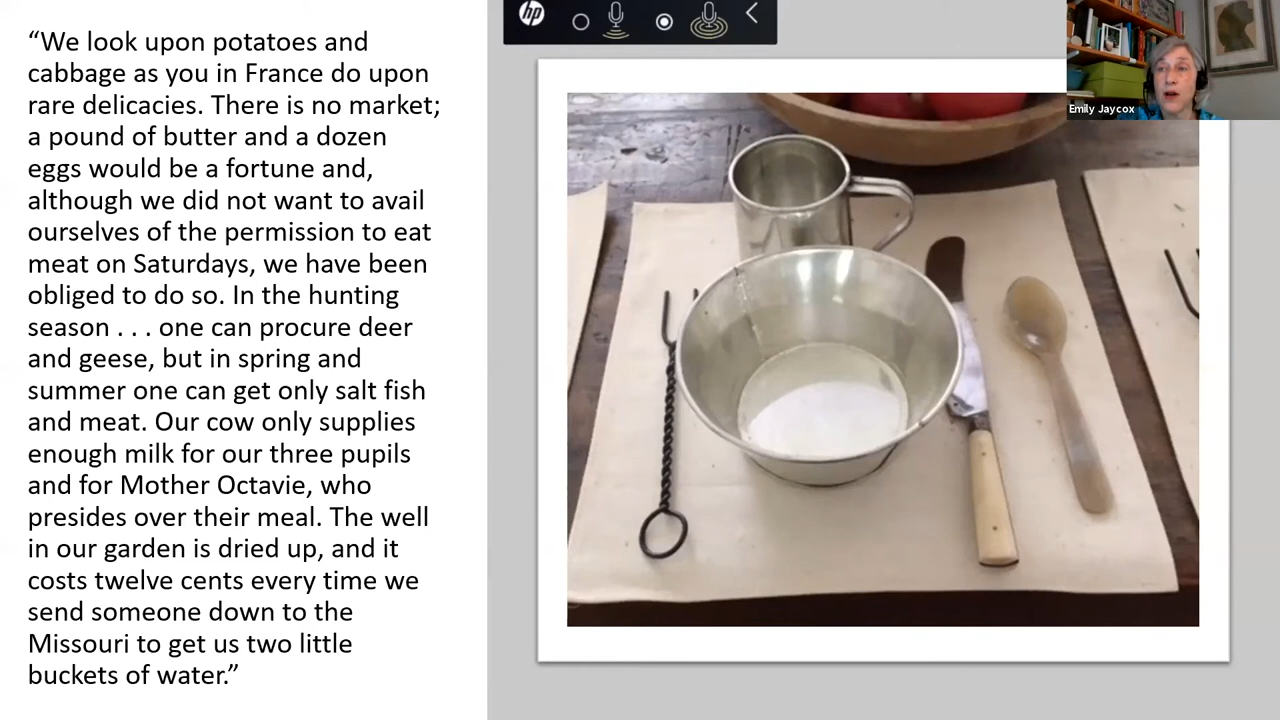 “We look upon potatoes and
cabbage as you in France do upon
rare delicacies. There is no market;
a pound of butter and a dozen
eggs would be a fortune and,
although we did not want to avail
ourselves of the permission to eat
meat on Saturdays, we have been
obliged to do so. In the hunting
season . . . one can procure deer
and geese, but in spring and
summer one can get only salt fish
and meat. Our cow only supplies
enough milk for our three pupils
and for Mother Octavie, who
presides over their meal. The well
in our garden is dried up, and it
costs twelve cents every time we
send someone down to the
Missouri to get us two little
buckets of water.”
hp
Emily Jaycox